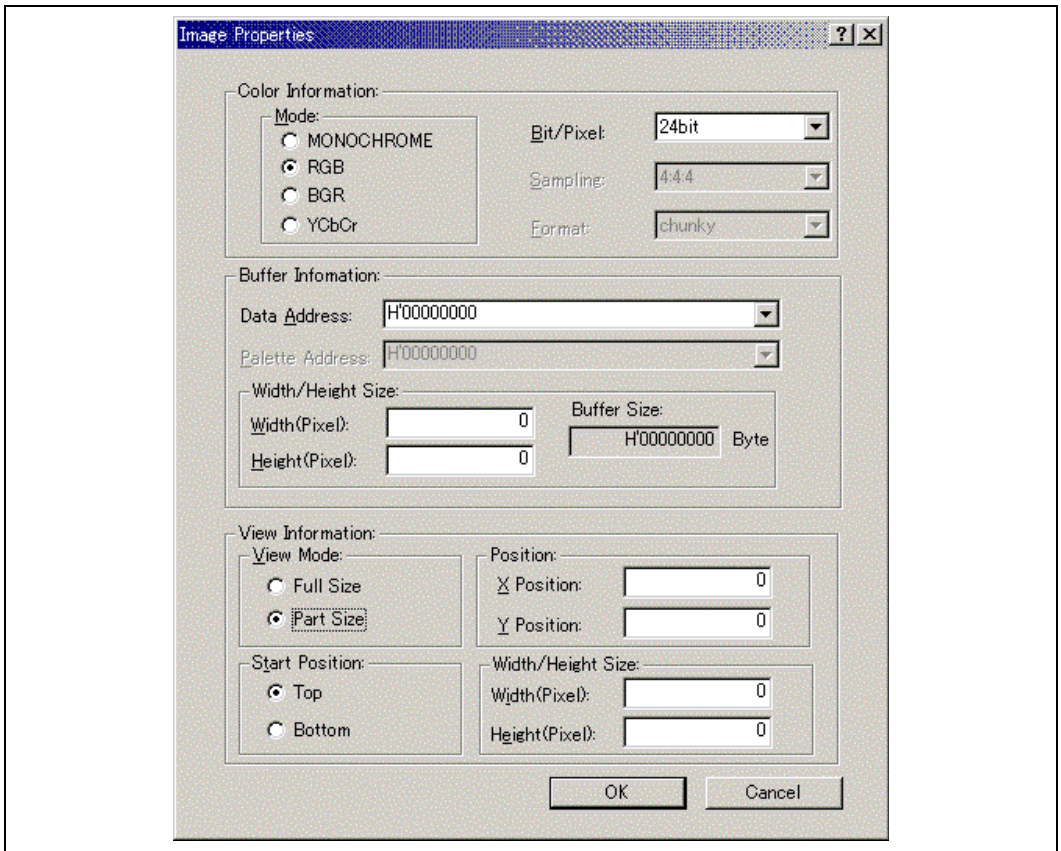 Image Properties
Color Information:
Mode:
MONOCHROME
RGB
BGR
YCbCr
Bit/Pixel:
24bit
Sampling:
4:4:4
Format:
chunky
Buffer Infomation:
Data Address:
H'00000000
Palette Address:
H'00000000
Width/Height Size:
Width(Pixel):
0
Height(Pixel):
0
Buffer Size:
H'00000000 Byte
View Information:
View Mode:
Full Size
Part Size
Position:
X Position:
0
Y Position:
0
Start Position:
Top
Bottom
Width/Height Size:
Width(Pixel):
0
Height(Pixel):
0
OK
Cancel